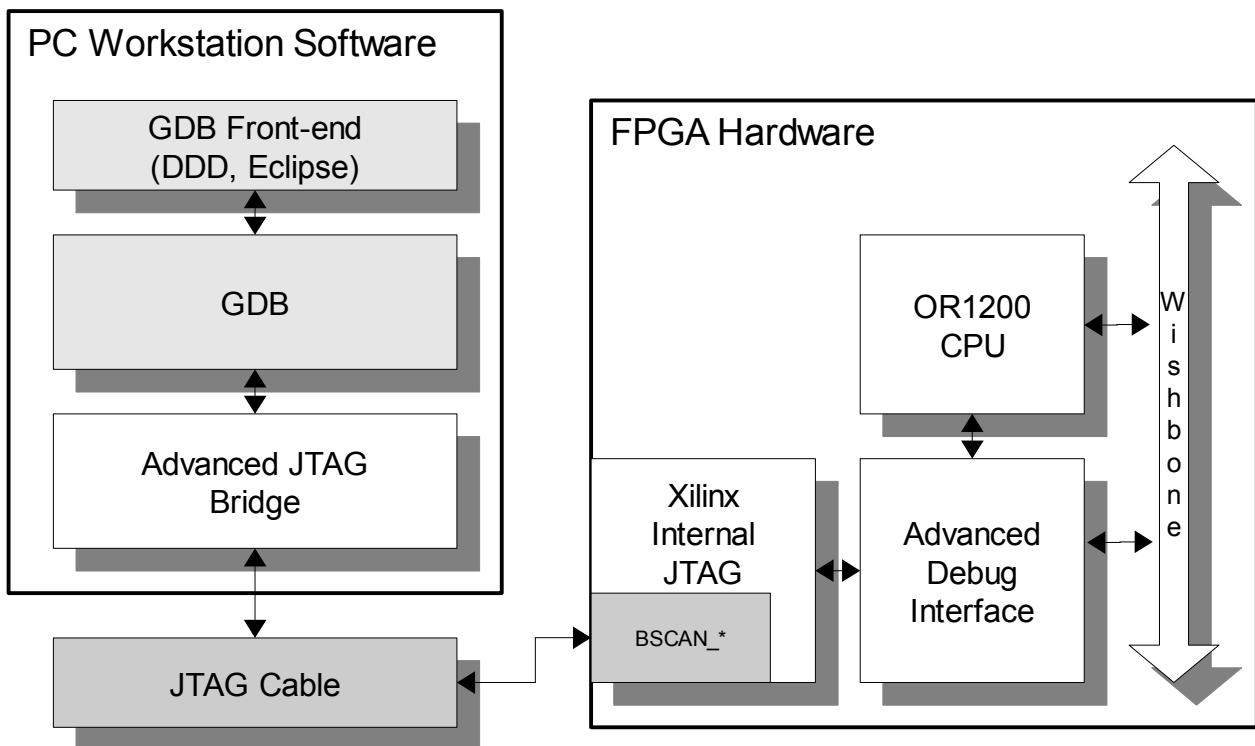 PC Workstation Software
GDB Front-end
(DDD, Eclipse)
GDB
Advanced JTAG
Bridge
JTAG Cable
FPGA Hardware
OR1200
CPU
Xilinx
Internal
JTAG
BSCAN_*
Advanced
Debug
Interface
Wishbone